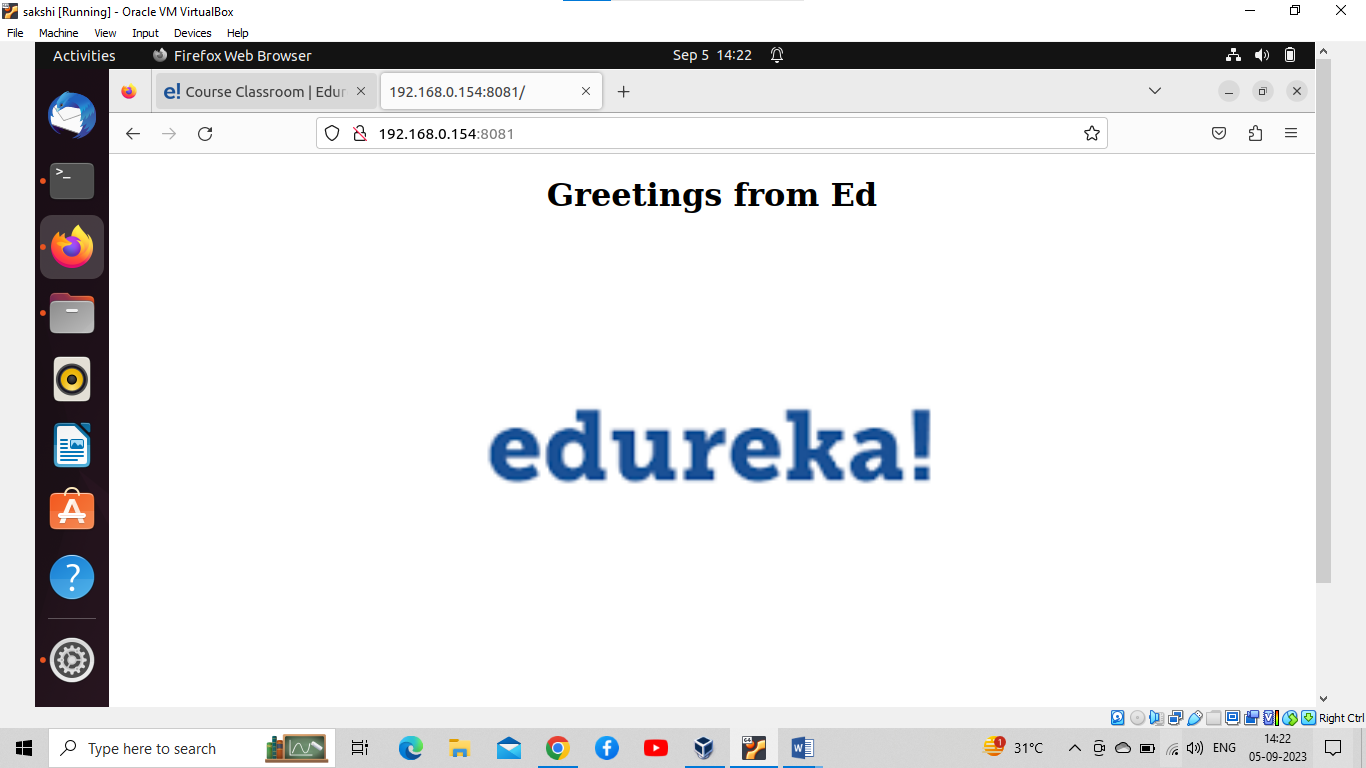 sakshi [Running] - Oracle VM VirtualBox
File Machine View Input Devices Help
Activities Firefox Web Browser Sep 5 14:22
e! Course Classroom | Edur 192.168.0.154:8081/
192.168.0.154:8081
Greetings from Ed
edureka!
>_
A
?
Right Ctrl
Type here to search
64
W
1
31°C
ENG
14:22
05-09-2023